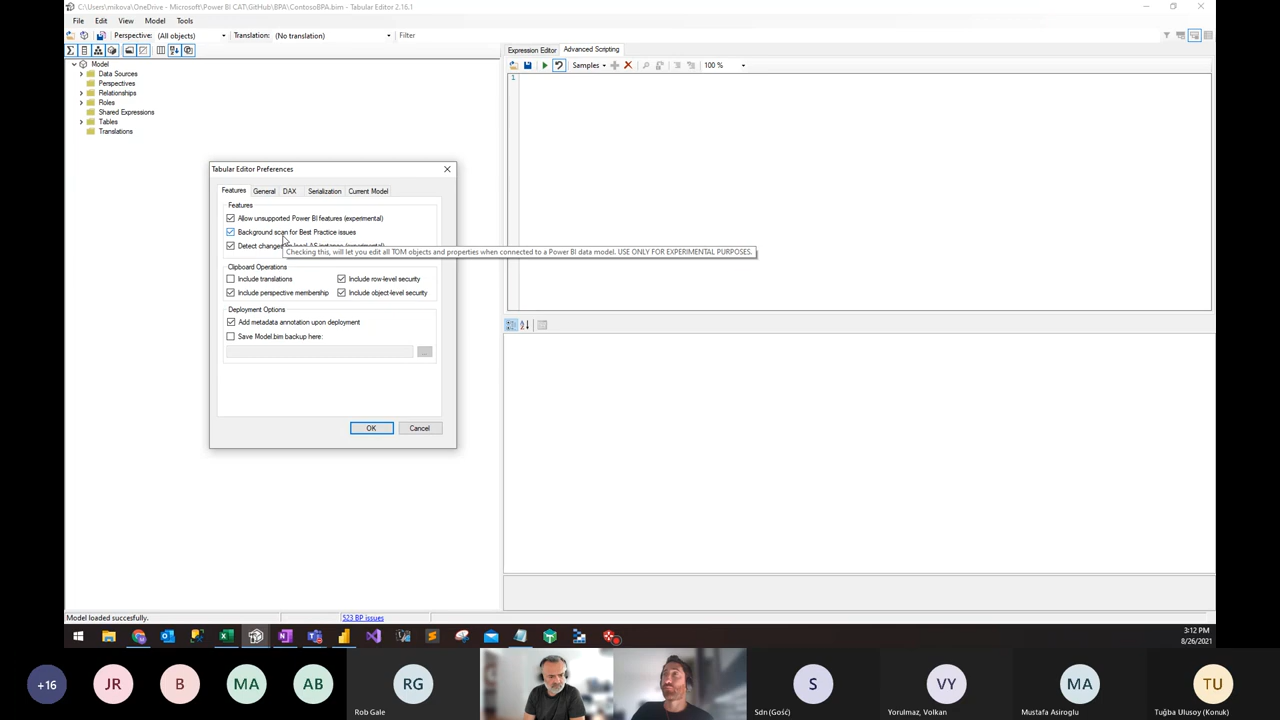 C:\Users\mikova\OneDrive - Microsoft\Power BI CAT\GitHub\BPA\ContosoBPA.bim - Tabular Editor 2.16.1
File Edit View Model Tools
Perspective: (All objects) Translation: (No translation) Filter
Expression Editor Advanced Scripting
Samples 100 %
1
Model
Data Sources
Perspectives
Relationships
Roles
Shared Expressions
Tables
Translations
Tabular Editor Preferences
Features General DAX Serialization Current Model
Features
Allow unsupported Power BI features (experimental)
Background scan for Best Practice issues
Detect changes on local AS instance (experimental)
Checking this, will let you edit all TOM objects and properties when connected to a Power BI data model. USE ONLY FOR EXPERIMENTAL PURPOSES.
Clipboard Operations
Include translations Include row-level security
Include perspective membership Include object-level security
Deployment Options
Add metadata annotation upon deployment
Save Model.bim backup here:
...
OK Cancel
Model loaded succesfully. 523 BP issues
3:12 PM
8/26/2021
+16 JR B MA AB RG S VY MA TU
Rob Gale Sdn (Gość) Yorulmaz, Volkan Mustafa Asiroglu Tuğba Ulusoy (Konuk)